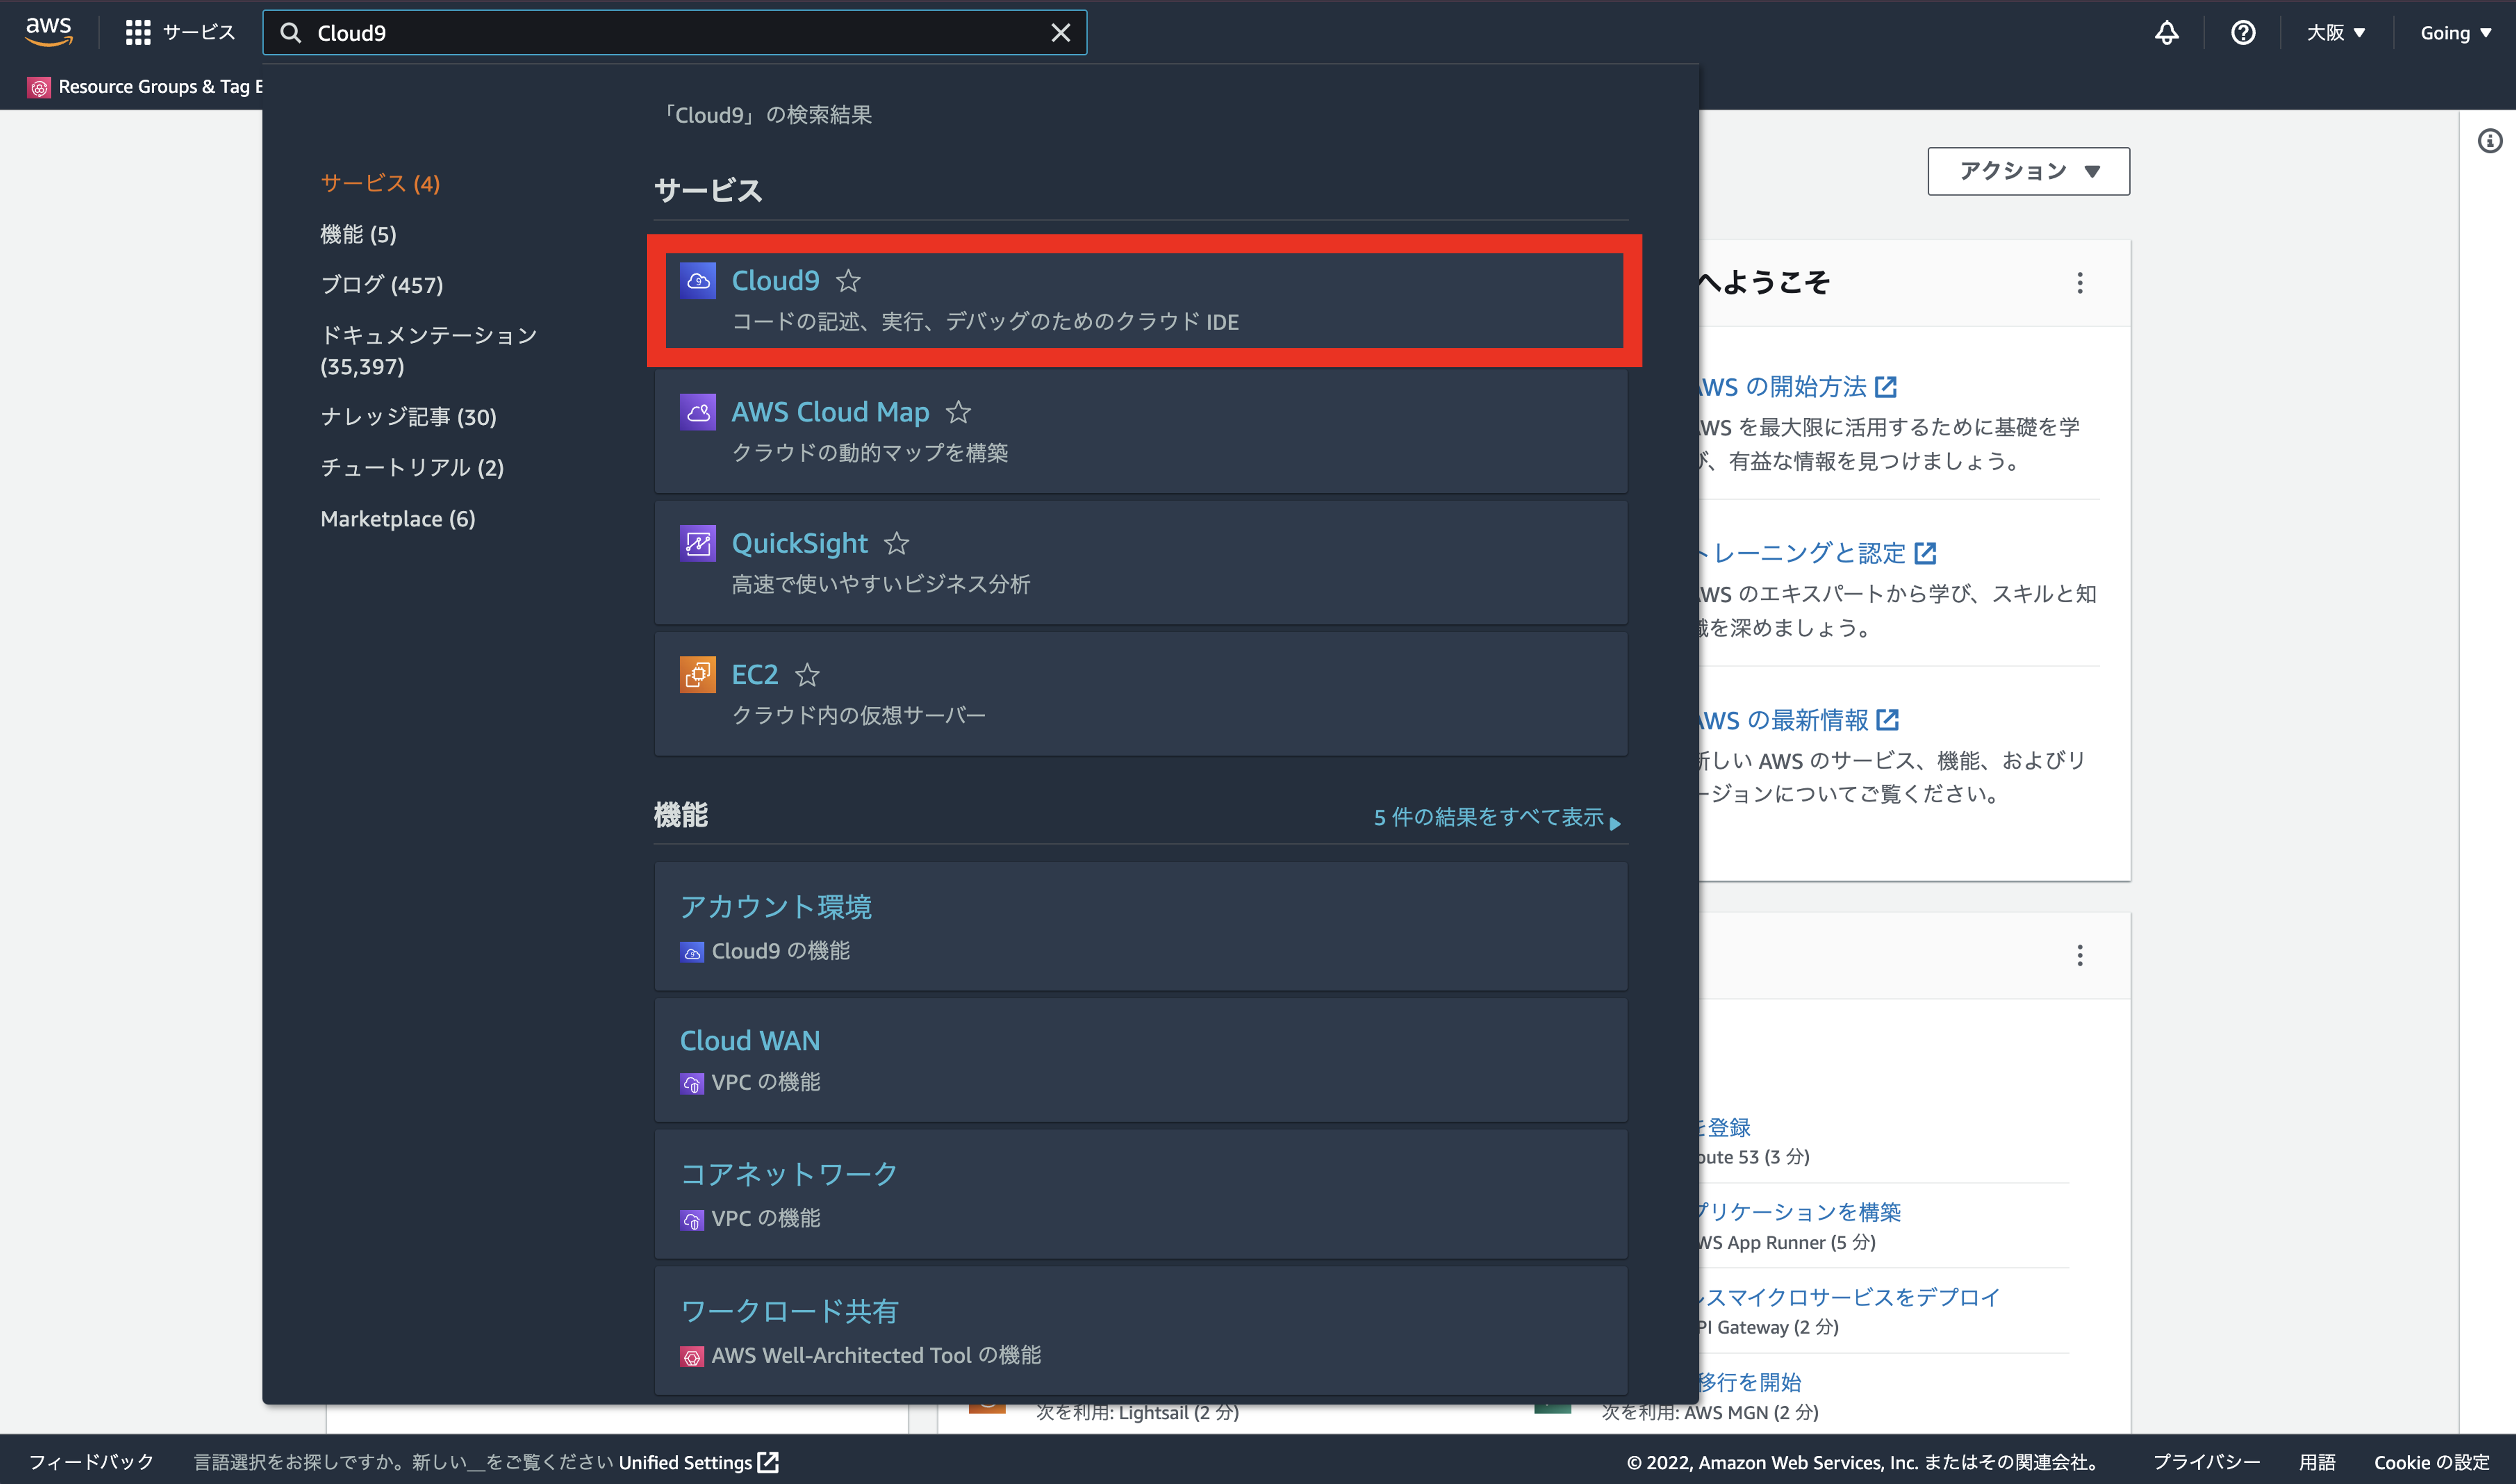 aws
サービス
Cloud9
大阪 ▼
Going ▼
Resource Groups & Tag E
「Cloud9」の検索結果
サービス (4)
機能 (5)
ブログ (457)
ドキュメンテーション
(35,397)
ナレッジ記事 (30)
チュートリアル (2)
Marketplace (6)
サービス
Cloud9
コードの記述、実行、デバッグのためのクラウド IDE
AWS Cloud Map
クラウドの動的マップを構築
QuickSight
高速で使いやすいビジネス分析
EC2
クラウド内の仮想サーバー
機能
5 件の結果をすべて表示
アカウント環境
Cloud9 の機能
Cloud WAN
VPC の機能
コアネットワーク
VPC の機能
ワークロード共有
AWS Well-Architected Tool の機能
アクション ▼
へようこそ
AWS の開始方法
AWS を最大限に活用するために基礎を学
び、有益な情報を見つけましょう。
トレーニングと認定
AWS のエキスパートから学び、スキルと知
識を深めましょう。
AWS の最新情報
新しい AWS のサービス、機能、およびリ
ージョンについてご覧ください。
を登録
oute 53 (3 分)
プリケーションを構築
WS App Runner (5 分)
レスマイクロサービスをデプロイ
PI Gateway (2 分)
移行を開始
次を利用: Lightsail (2 分)
次を利用: AWS MGN (2 分)
フィードバック
言語選択をお探しですか。新しい__をご覧ください Unified Settings
© 2022, Amazon Web Services, Inc. またはその関連会社。
プライバシー
用語
Cookie の設定